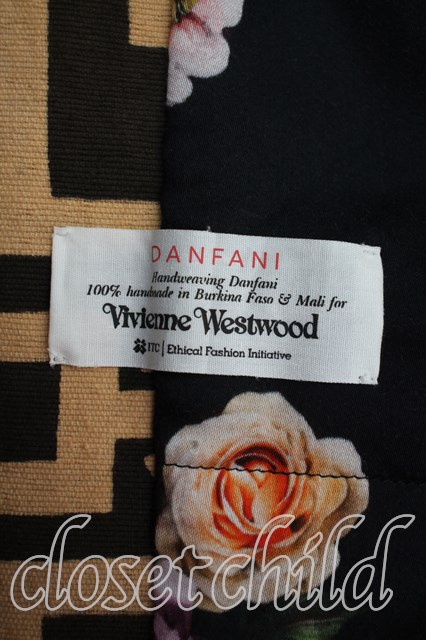 DANFANI
Handweaving Danfani
100% handmade in Burkina Faso & Mali for
Vivienne Westwood
ITC | Ethical Fashion Initiative
closet child